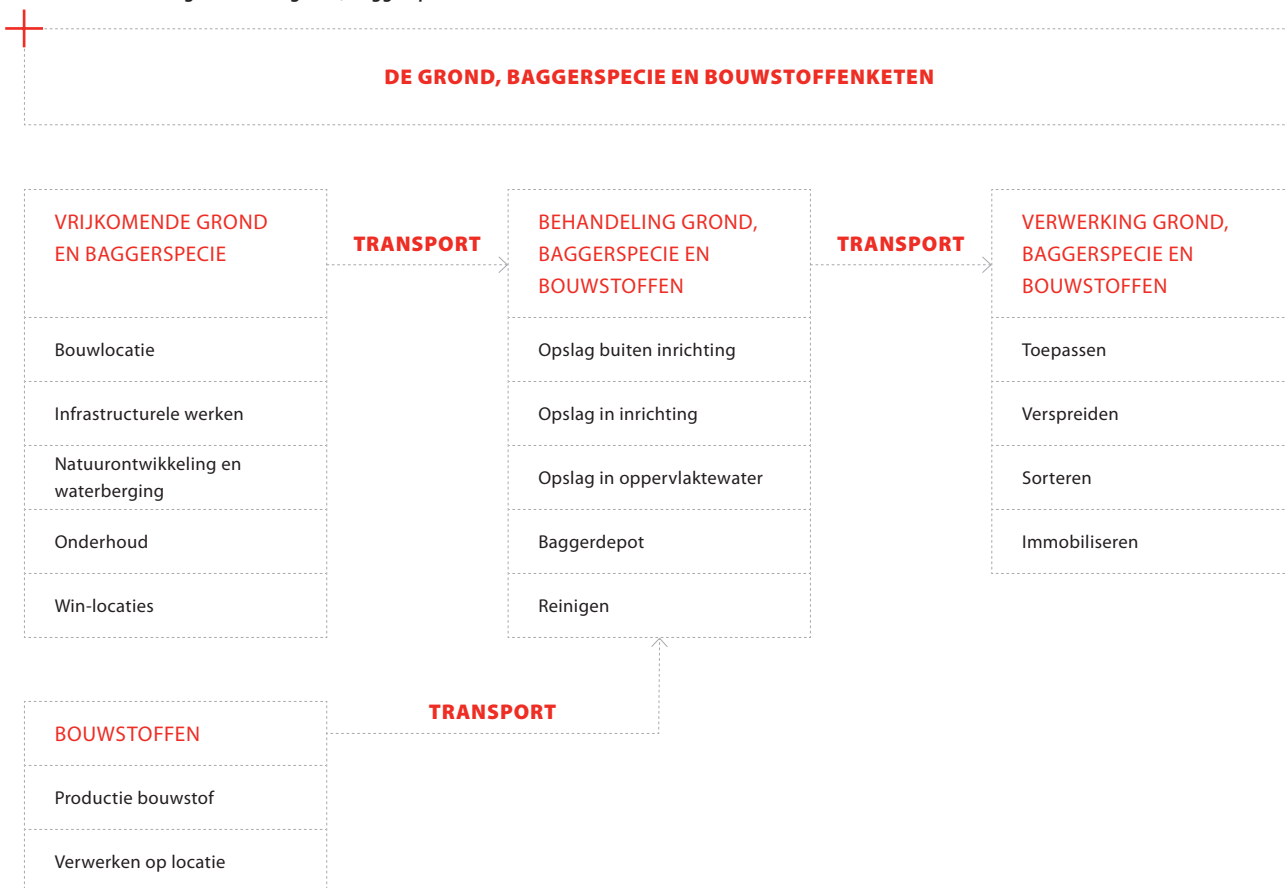 DE GROND, BAGGERSPECIE EN BOUWSTOFFENKETEN
VRIJKOMENDE GROND
EN BAGGERSPECIE
Bouwlocatie
Infrastructurele werken
Natuurontwikkeling en
waterberging
Onderhoud
Win-locaties
TRANSPORT
BEHANDELING GROND,
BAGGERSPECIE EN
BOUWSTOFFEN
Opslag buiten inrichting
Opslag in inrichting
Opslag in oppervlaktewater
Baggerdepot
Reinigen
TRANSPORT
VERWERKING GROND,
BAGGERSPECIE EN
BOUWSTOFFEN
Toepassen
Verspreiden
Sorteren
Immobiliseren
BOUWSTOFFEN
Productie bouwstof
Verwerken op locatie
TRANSPORT